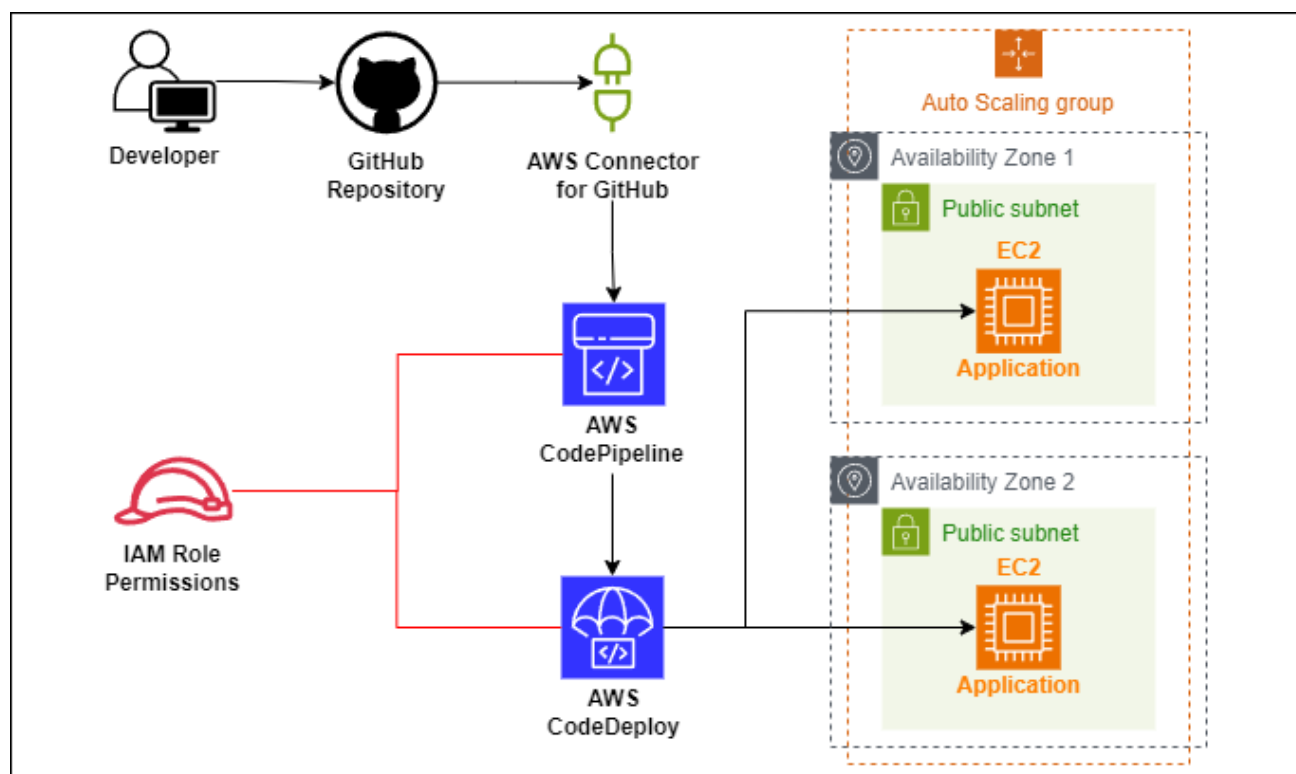 Developer
GitHub
Repository
AWS Connector
for GitHub
Auto Scaling group
Availability Zone 1
Public subnet
EC2
Application
AWS
CodePipeline
IAM Role
Permissions
AWS
CodeDeploy
Availability Zone 2
Public subnet
EC2
Application